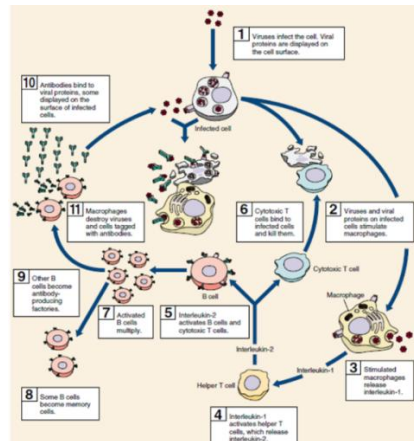 1 Viruses infect the cell. Viral
proteins are displayed on
the cell surface.
10 Antibodies bind to
viral proteins, some
displayed on the
surface of infected
cells.
Infected cell
11 Macrophages
destroy viruses
and cells tagged
with antibodies.
6 Cytotoxic T
cells bind to
infected cells
and kill them.
2 Viruses and viral
proteins on infected
cells stimulate
macrophages.
9 Other B
cells become
antibody-
producing
factories.
7 Activated
B cells
multiply.
B cell
5 Interleukin-2
activates B cells and
cytotoxic T cells.
Cytotoxic T cell
Macrophage
Interleukin-2
Interleukin-1
3 Stimulated
macrophages
release
interleukin-1.
Helper T cell
8 Some B cells
become memory
cells.
4 Interleukin-1
activates helper T
cells, which release
interleukin-2.